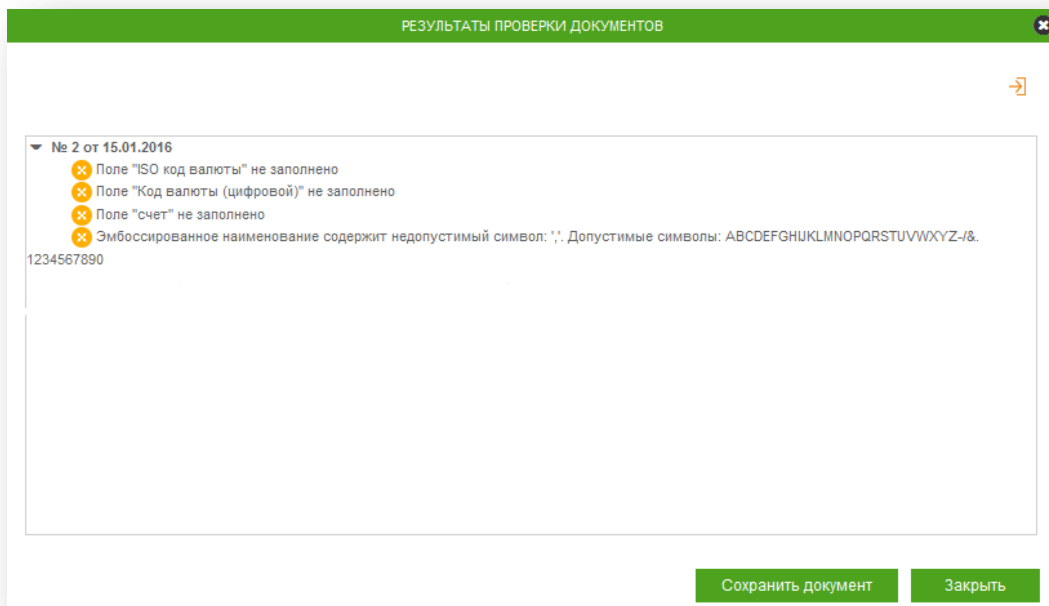 РЕЗУЛЬТАТЫ ПРОВЕРКИ ДОКУМЕНТОВ
№ 2 от 15.01.2016
Поле "ISO код валюты" не заполнено
Поле "Код валюты (цифровой)" не заполнено
Поле "счет" не заполнено
Эмбоссированное наименование содержит недопустимый символ: ','. Допустимые символы: ABCDEFGHIJKLMNOPQRSTUVWXYZ-/&.
1234567890
Сохранить документ
Закрыть